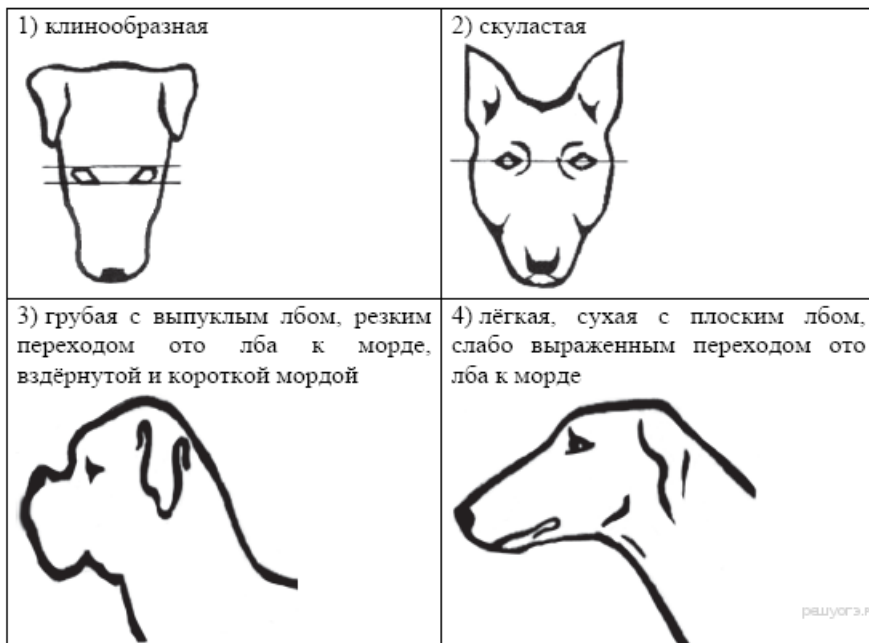 1) клинообразная
2) скуластая
3) грубая с выпуклым лбом, резким
переходом ото лба к морде,
вздёрнутой и короткой мордой
4) лёгкая, сухая с плоским лбом,
слабо выраженным переходом ото
лба к морде